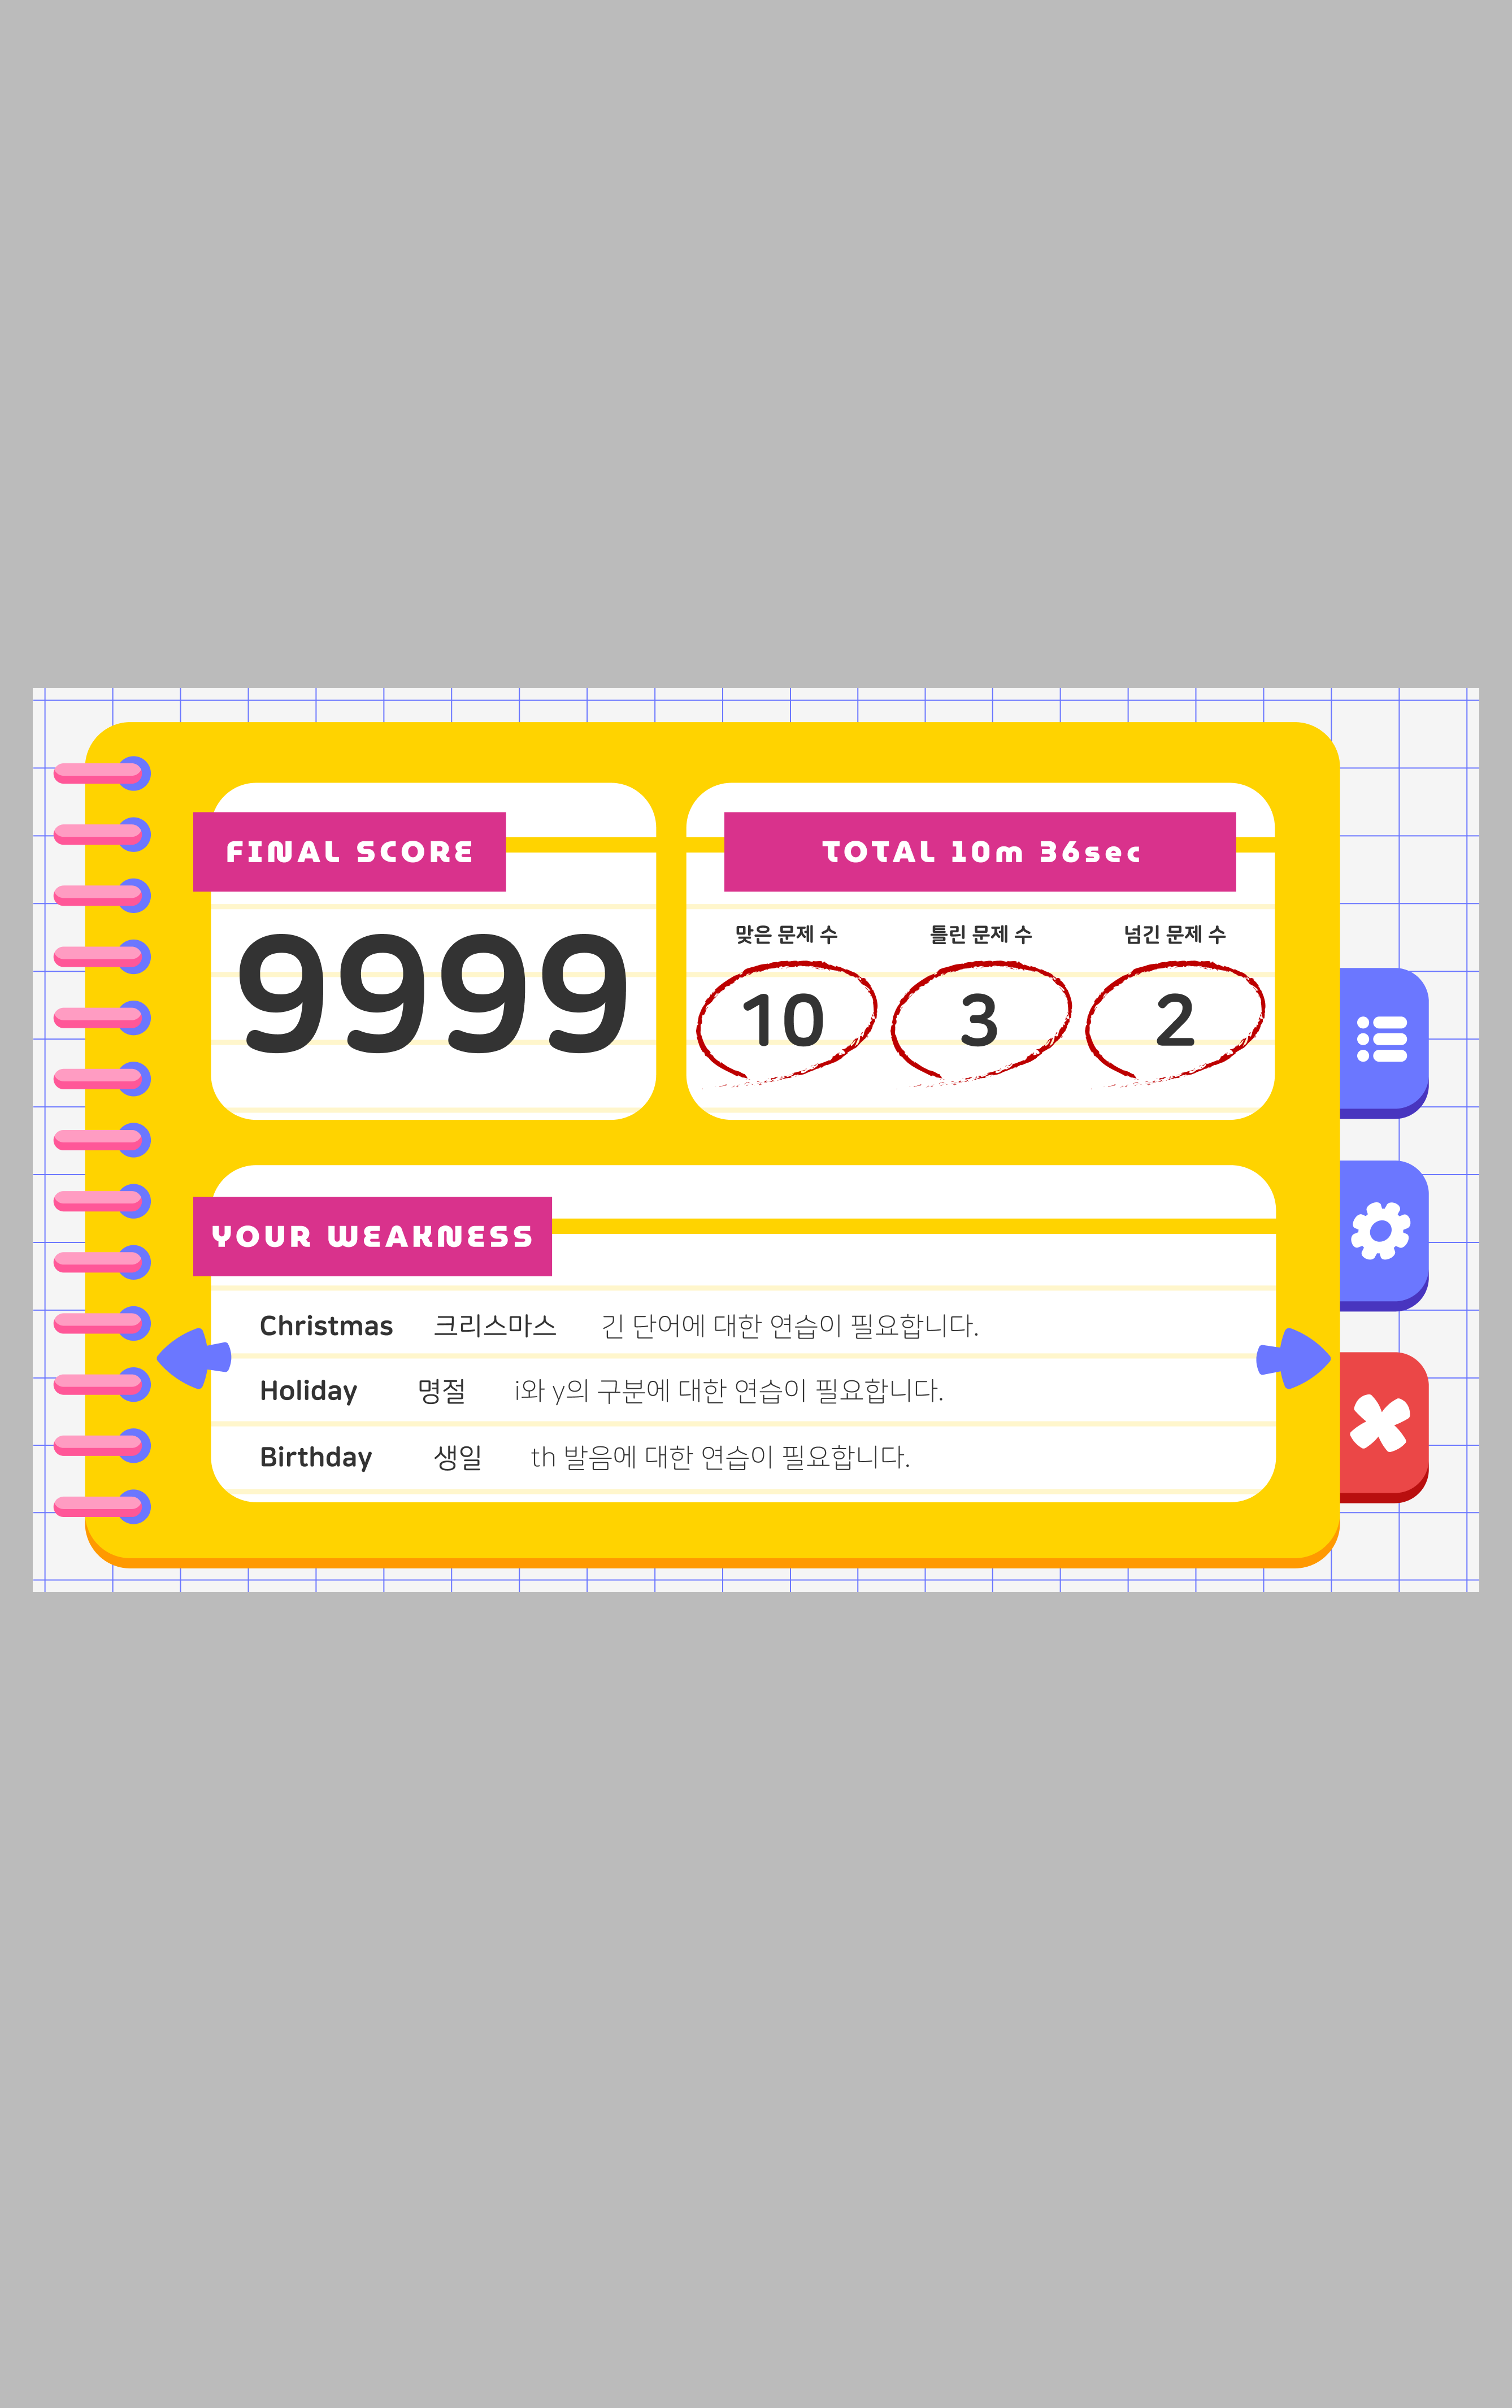 FINAL SCORE
9999
TOTAL 10m 36sec
맞은 문제 수 틀린 문제 수 넘긴 문제 수
10 3 2
YOUR WEAKNESS
Christmas 크리스마스 긴 단어에 대한 연습이 필요합니다.
Holiday 명절 i와 y의 구분에 대한 연습이 필요합니다.
Birthday 생일 th 발음에 대한 연습이 필요합니다.